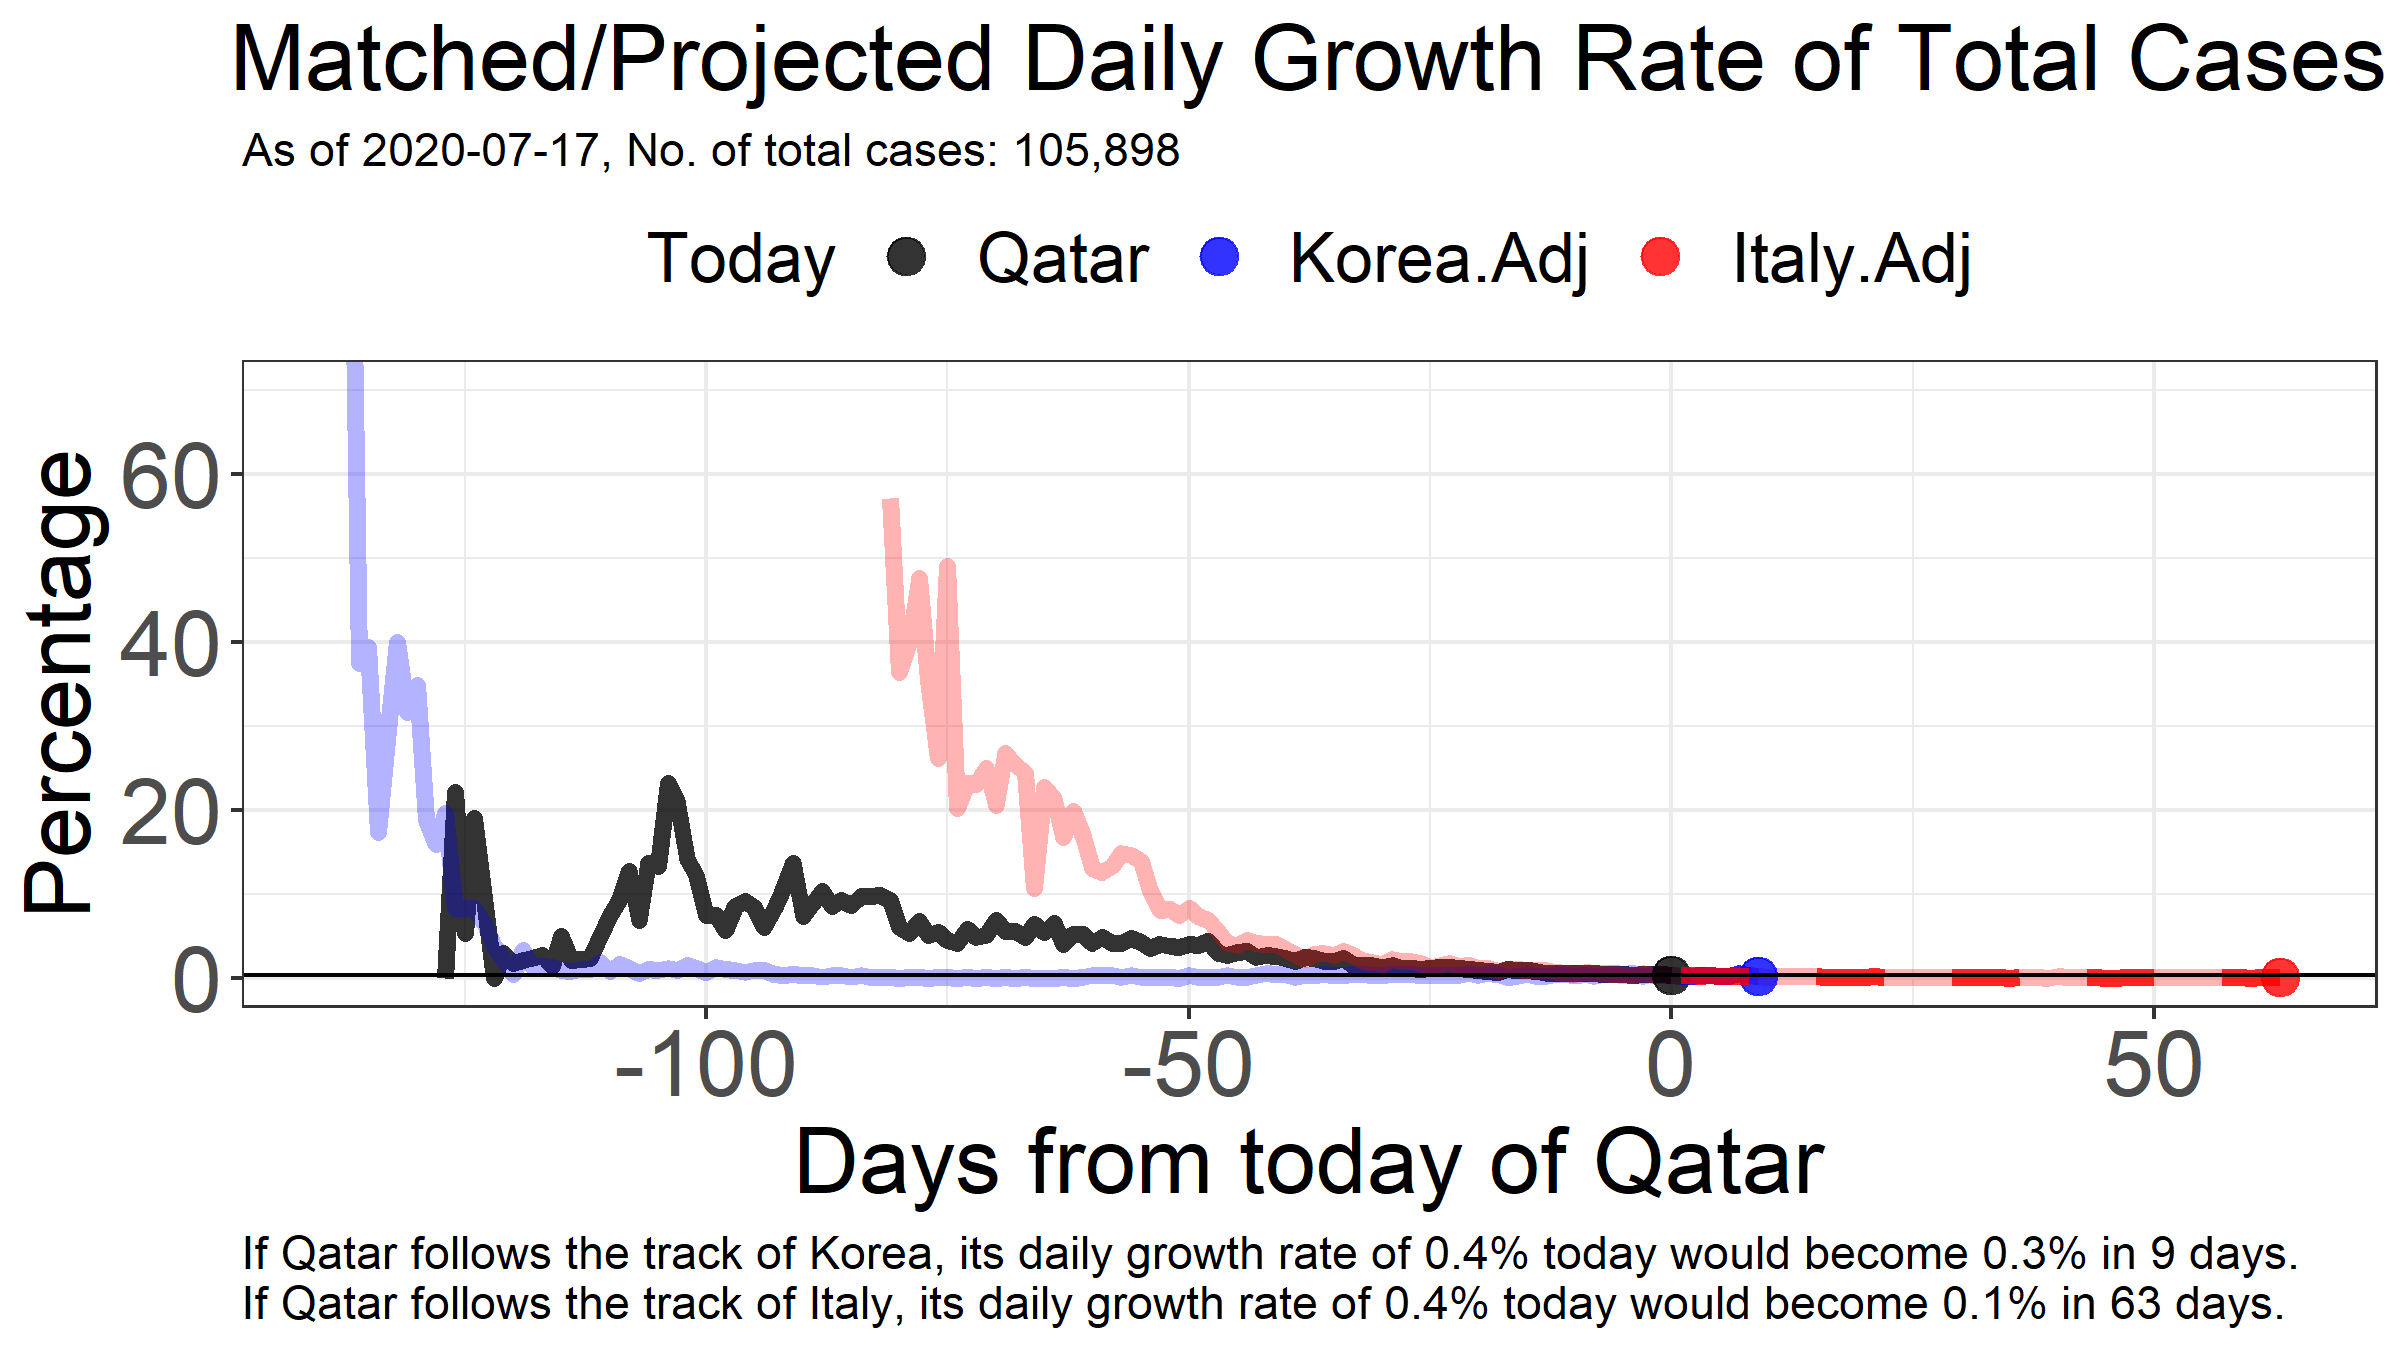 Matched/Projected Daily Growth Rate of Total Cases
As of 2020-07-17, No. of total cases: 105,898
Today Qatar Korea.Adj Italy.Adj
Percentage
60
40
20
0
-100 -50 0 50
Days from today of Qatar
If Qatar follows the track of Korea, its daily growth rate of 0.4% today would become 0.3% in 9 days.
If Qatar follows the track of Italy, its daily growth rate of 0.4% today would become 0.1% in 63 days.